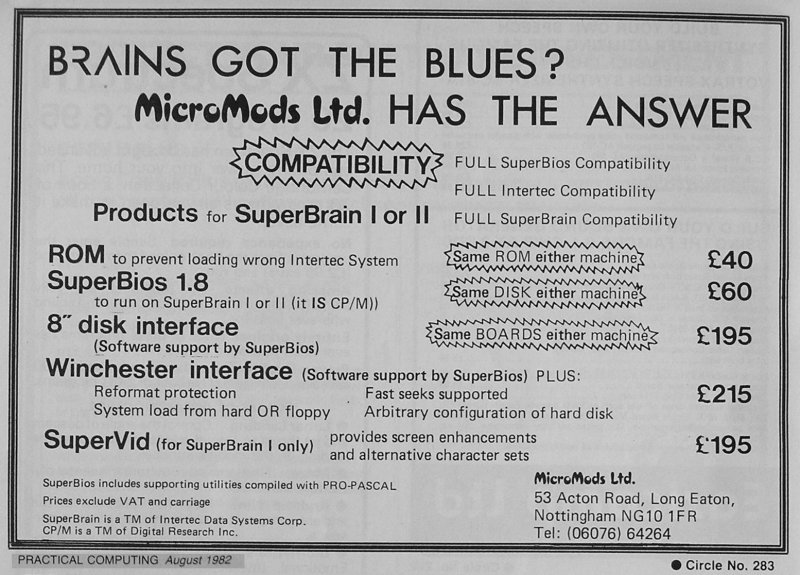 BRAINS GOT THE BLUES?
MicroMods Ltd. HAS THE ANSWER
COMPATIBILITY
FULL SuperBios Compatibility
FULL Intertec Compatibility
Products for SuperBrain I or II
FULL SuperBrain Compatibility
ROM to prevent loading wrong Intertec System
Same ROM either machine
£40
SuperBios 1.8
to run on SuperBrain I or II (it IS CP/M))
Same DISK either machine
£60
8″ disk interface
(Software support by SuperBios)
Same BOARDS either machine
£195
Winchester interface (Software support by SuperBios) PLUS:
Reformat protection
Fast seeks supported
£215
System load from hard OR floppy
Arbitrary configuration of hard disk
SuperVid (for SuperBrain I only)
provides screen enhancements
and alternative character sets
£195
SuperBios includes supporting utilities compiled with PRO-PASCAL
Prices exclude VAT and carriage
SuperBrain is a TM of Intertec Data Systems Corp.
CP/M is a TM of Digital Research Inc.
MicroMods Ltd.
53 Acton Road, Long Eaton,
Nottingham NG10 1FR
Tel: (06076) 64264
PRACTICAL COMPUTING August 1982
● Circle No. 283